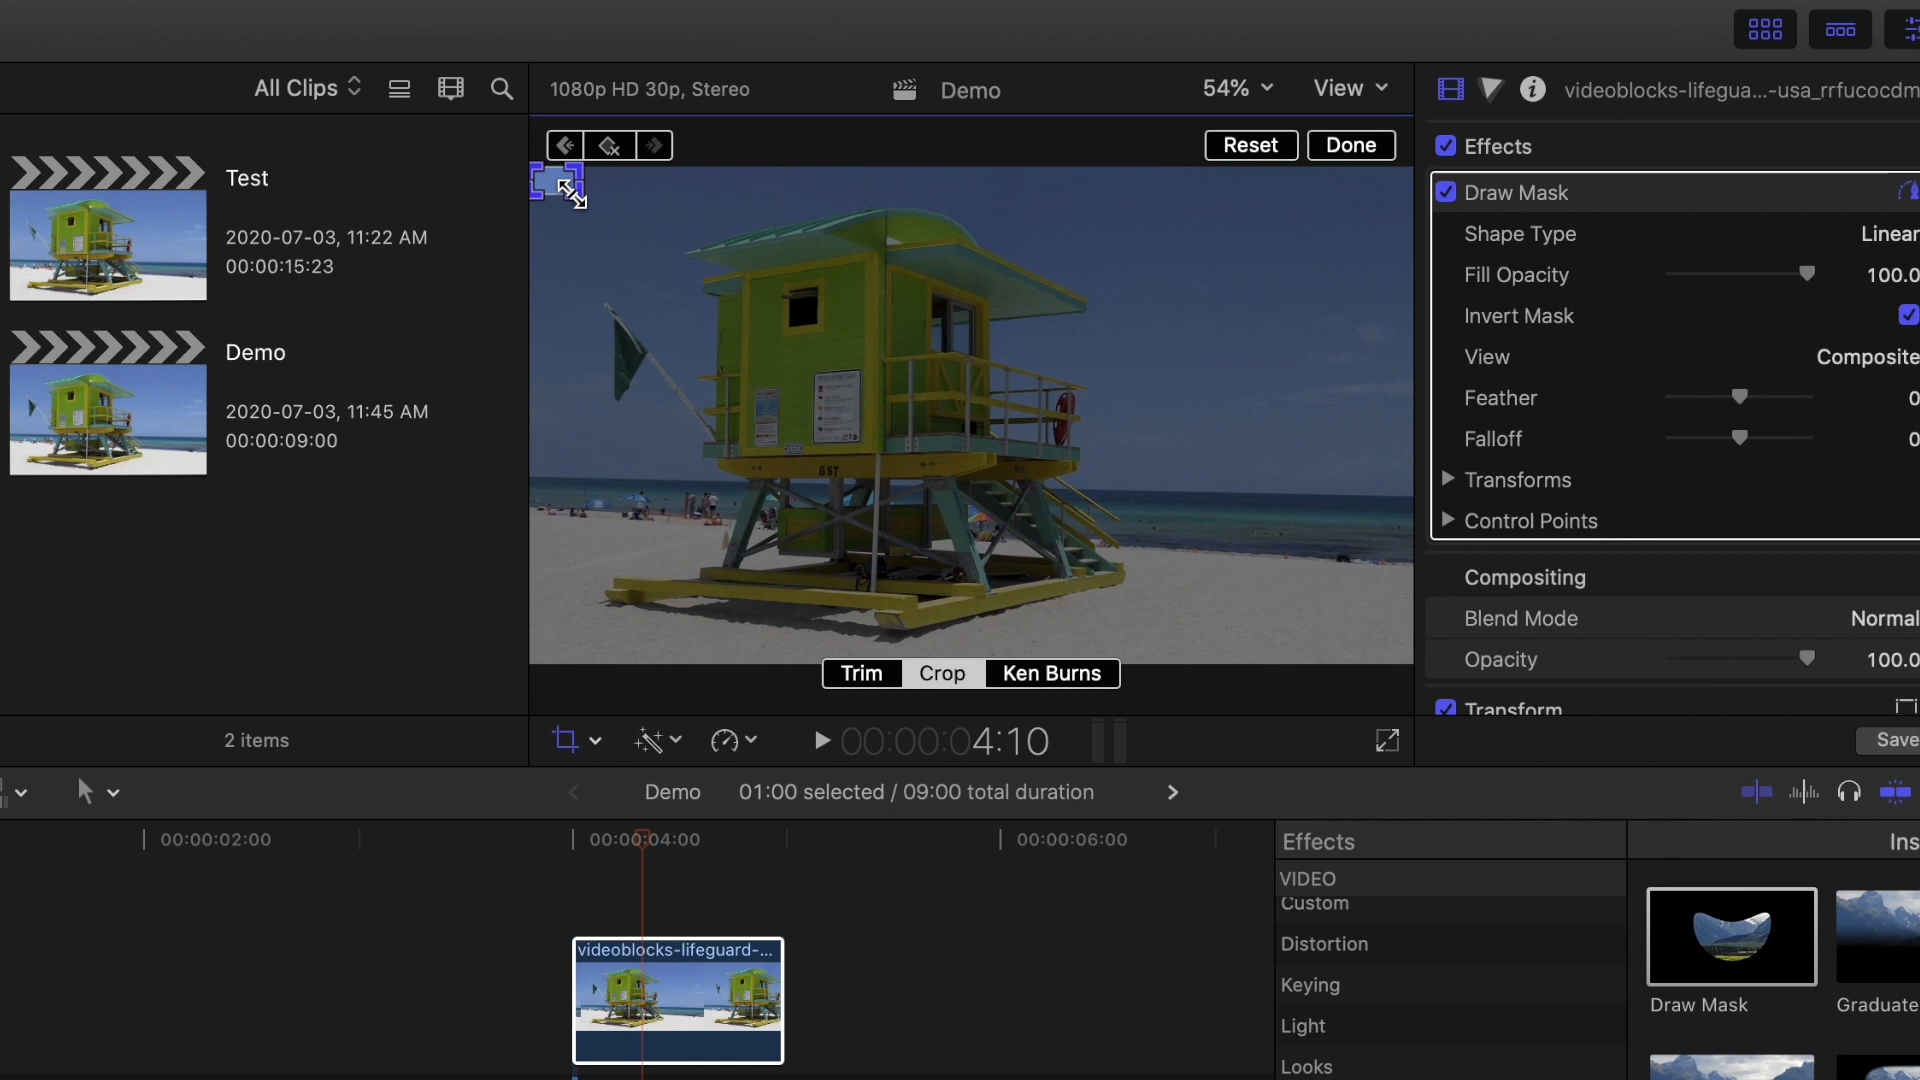 All Clips
1080p HD 30p, Stereo
Demo
54%
View
videoblocks-lifegua...-usa_rrfucocdm
Test
2020-07-03, 11:22 AM
00:00:15:23
Demo
2020-07-03, 11:45 AM
00:00:09:00
2 items
Reset
Done
GST
Trim
Crop
Ken Burns
00:00:04:10
Effects
Draw Mask
Shape Type
Linear
Fill Opacity
100.0
Invert Mask
View
Composite
Feather
0
Falloff
0
Transforms
Control Points
Compositing
Blend Mode
Normal
Opacity
100.0
Transform
Save
Demo
01:00 selected / 09:00 total duration
00:00:02:00
00:00:04:00
00:00:06:00
videoblocks-lifeguard-...
Effects
VIDEO
Custom
Distortion
Keying
Light
Looks
Ins
Draw Mask
Graduate